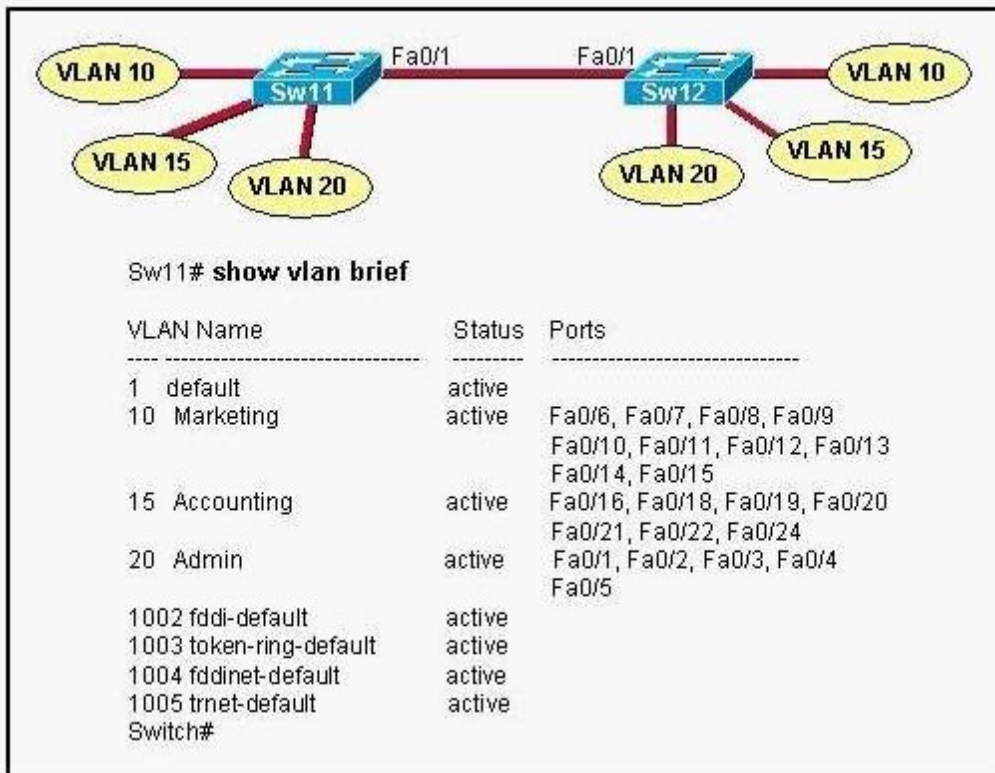 Fa0/1 Fa0/1
VLAN 10 Sw11 Sw12 VLAN 10
VLAN 15 VLAN 20 VLAN 20 VLAN 15
Sw11# show vlan brief
VLAN Name Status Ports
---- -------------------------------- --------- -------------------------------
1 default active
10 Marketing active Fa0/6, Fa0/7, Fa0/8, Fa0/9
Fa0/10, Fa0/11, Fa0/12, Fa0/13
Fa0/14, Fa0/15
15 Accounting active Fa0/16, Fa0/18, Fa0/19, Fa0/20
Fa0/21, Fa0/22, Fa0/24
20 Admin active Fa0/1, Fa0/2, Fa0/3, Fa0/4
Fa0/5
1002 fddi-default active
1003 token-ring-default active
1004 fddinet-default active
1005 trnet-default active
Switch#